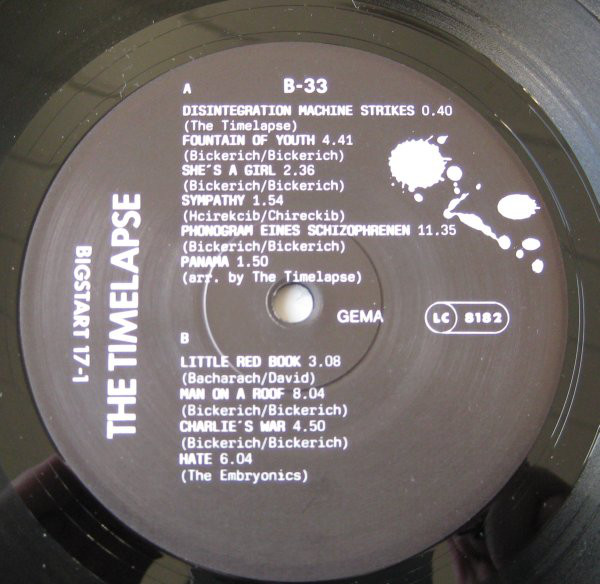 A B-33
DISINTEGRATION MACHINE STRIKES 0.40
(The Timelapse)
FOUNTAIN OF YOUTH 4.41
(Bickerich/Bickerich)
SHE'S A GIRL 2.36
(Bickerich/Bickerich)
SYMPATHY 1.54
(Hcirekcib/Chireckib)
PHONOGRAM EINES SCHIZOPHRENEN 11.35
(Bickerich/Bickerich)
PANAMA 1.50
(arr. by The Timelapse)
GEMA LC 8182
B
LITTLE RED BOOK 3.08
(Bacharach/David)
MAN ON A ROOF 8.04
(Bickerich/Bickerich)
CHARLIE'S WAR 4.50
(Bickerich/Bickerich)
HATE 6.04
(The Embryonics)
THE TIMELAPSE
BIGSTART 17-1